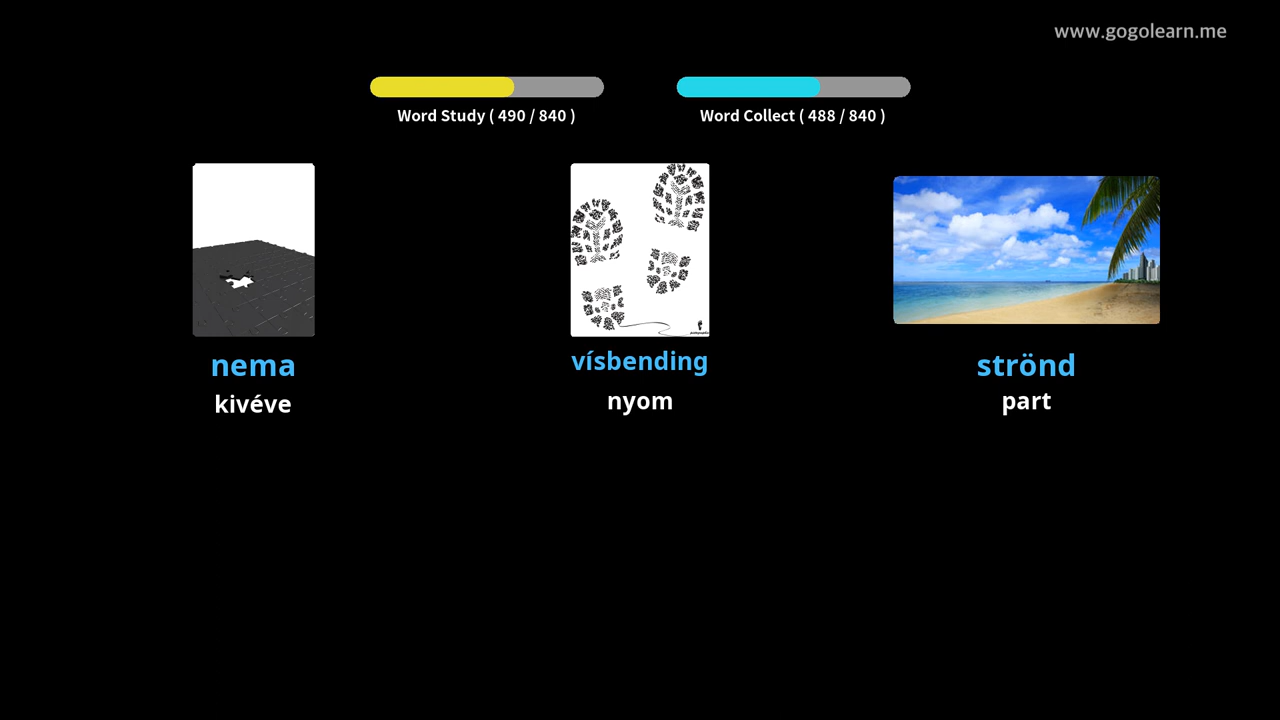 www.gogolearn.me
Word Study ( 490 / 840 )
Word Collect ( 488 / 840 )
nema
kivéve
vísbending
nyom
strönd
part